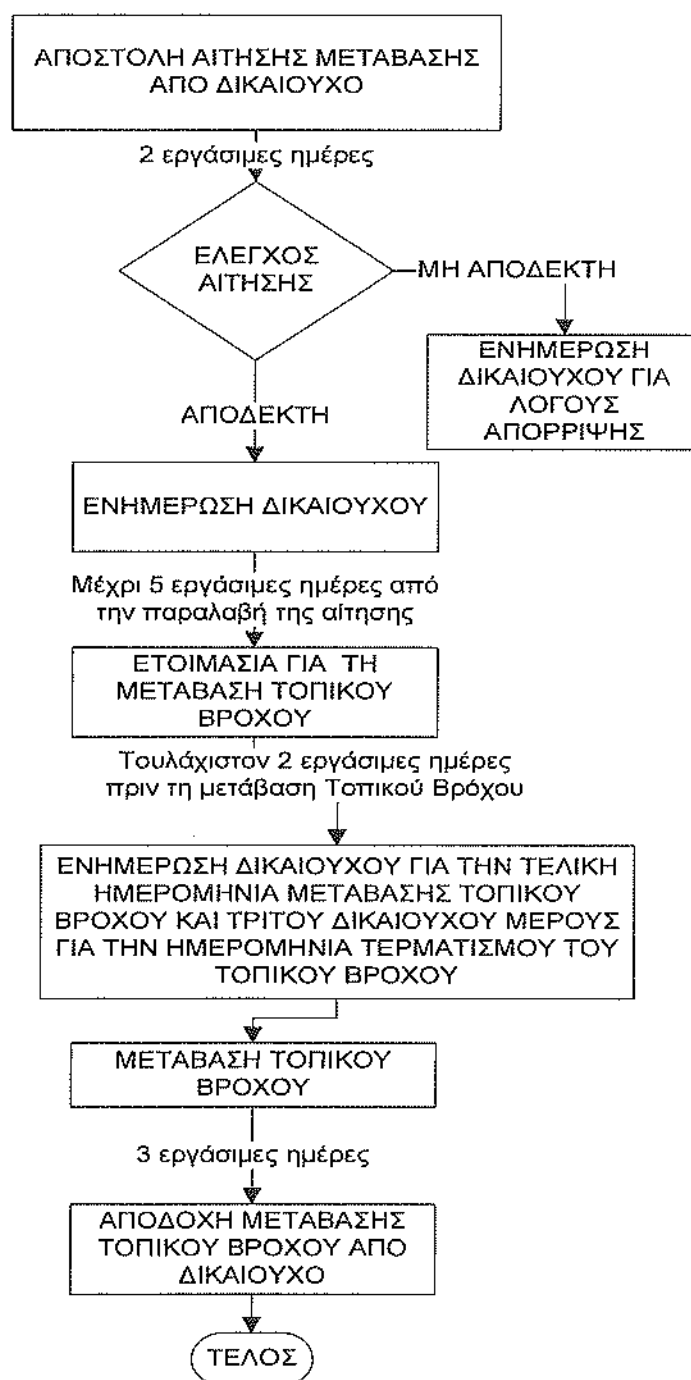 ΑΠΟΣΤΟΛΗ ΑΙΤΗΣΗΣ ΜΕΤΑΒΑΣΗΣ
ΑΠΟ ΔΙΚΑΙΟΥΧΟ
2 εργάσιμες ημέρες
ΕΛΕΓΧΟΣ
ΑΙΤΗΣΗΣ
ΜΗ ΑΠΟΔΕΚΤΗ
ΕΝΗΜΕΡΩΣΗ
ΔΙΚΑΙΟΥΧΟΥ ΓΙΑ
ΛΟΓΟΥΣ
ΑΠΟΡΡΙΨΗΣ
ΑΠΟΔΕΚΤΗ
ΕΝΗΜΕΡΩΣΗ ΔΙΚΑΙΟΥΧΟΥ
Μέχρι 5 εργάσιμες ημέρες από
την παραλαβή της αίτησης
ΕΤΟΙΜΑΣΙΑ ΓΙΑ ΤΗ
ΜΕΤΑΒΑΣΗ ΤΟΠΙΚΟΥ
ΒΡΟΧΟΥ
Τουλάχιστον 2 εργάσιμες ημέρες
πριν τη μετάβαση Τοπικού Βρόχου
ΕΝΗΜΕΡΩΣΗ ΔΙΚΑΙΟΥΧΟΥ ΓΙΑ ΤΗΝ ΤΕΛΙΚΗ
ΗΜΕΡΟΜΗΝΙΑ ΜΕΤΑΒΑΣΗΣ ΤΟΠΙΚΟΥ
ΒΡΟΧΟΥ ΚΑΙ ΤΡΙΤΟΥ ΔΙΚΑΙΟΥΧΟΥ ΜΕΡΟΥΣ
ΓΙΑ ΤΗΝ ΗΜΕΡΟΜΗΝΙΑ ΤΕΡΜΑΤΙΣΜΟΥ ΤΟΥ
ΤΟΠΙΚΟΥ ΒΡΟΧΟΥ
ΜΕΤΑΒΑΣΗ ΤΟΠΙΚΟΥ
ΒΡΟΧΟΥ
3 εργάσιμες ημέρες
ΑΠΟΔΟΧΗ ΜΕΤΑΒΑΣΗΣ
ΤΟΠΙΚΟΥ ΒΡΟΧΟΥ ΑΠΟ
ΔΙΚΑΙΟΥΧΟ
ΤΕΛΟΣ